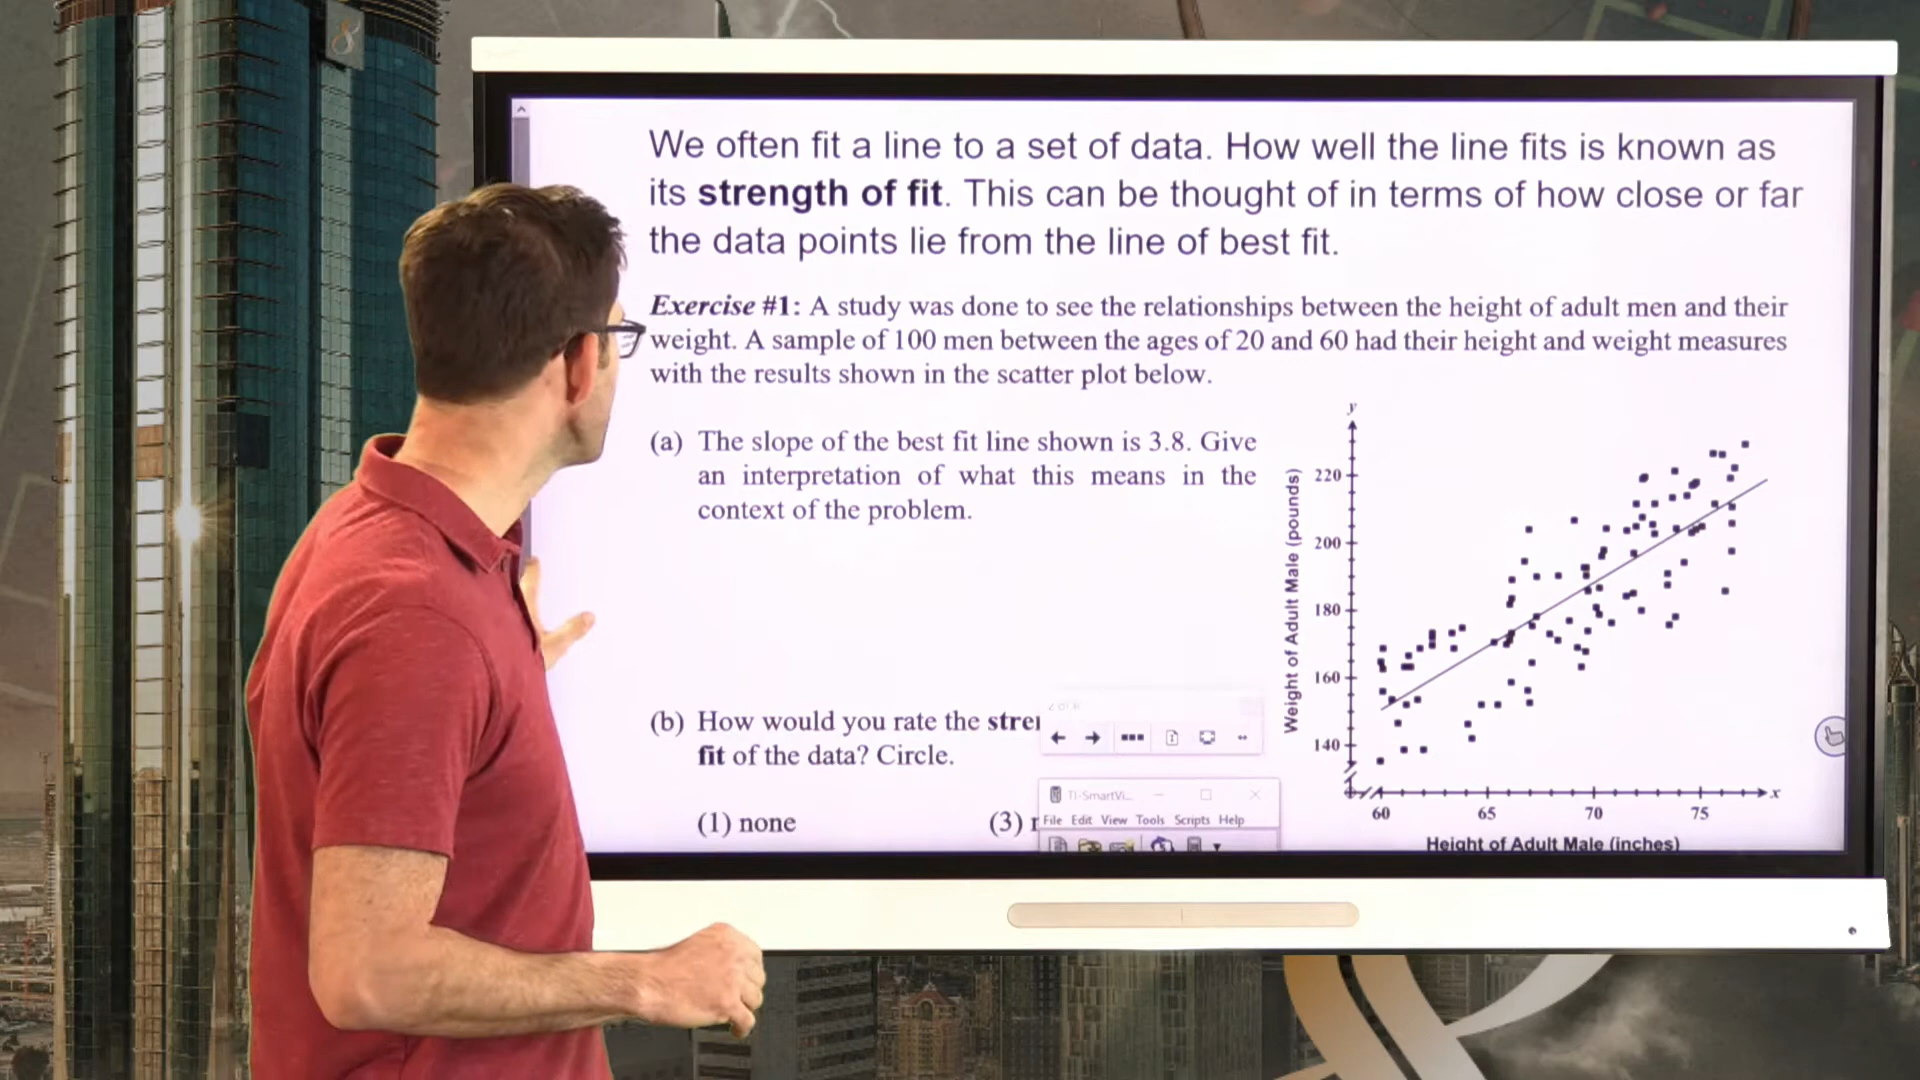 We often fit a line to a set of data. How well the line fits is known as
its strength of fit. This can be thought of in terms of how close or far
the data points lie from the line of best fit.
Exercise #1: A study was done to see the relationships between the height of adult men and their
weight. A sample of 100 men between the ages of 20 and 60 had their height and weight measures
with the results shown in the scatter plot below.
(a) The slope of the best fit line shown is 3.8. Give
an interpretation of what this means in the
context of the problem.
(b) How would you rate the
fit of the data? Circle.
(1) none
(3)
2 of 6
TI-SmartVi...
File Edit View Tools Scripts Help
y
220
200
180
160
140
Weight of Adult Male (pounds)
x
60 65 70 75
Height of Adult Male (inches)